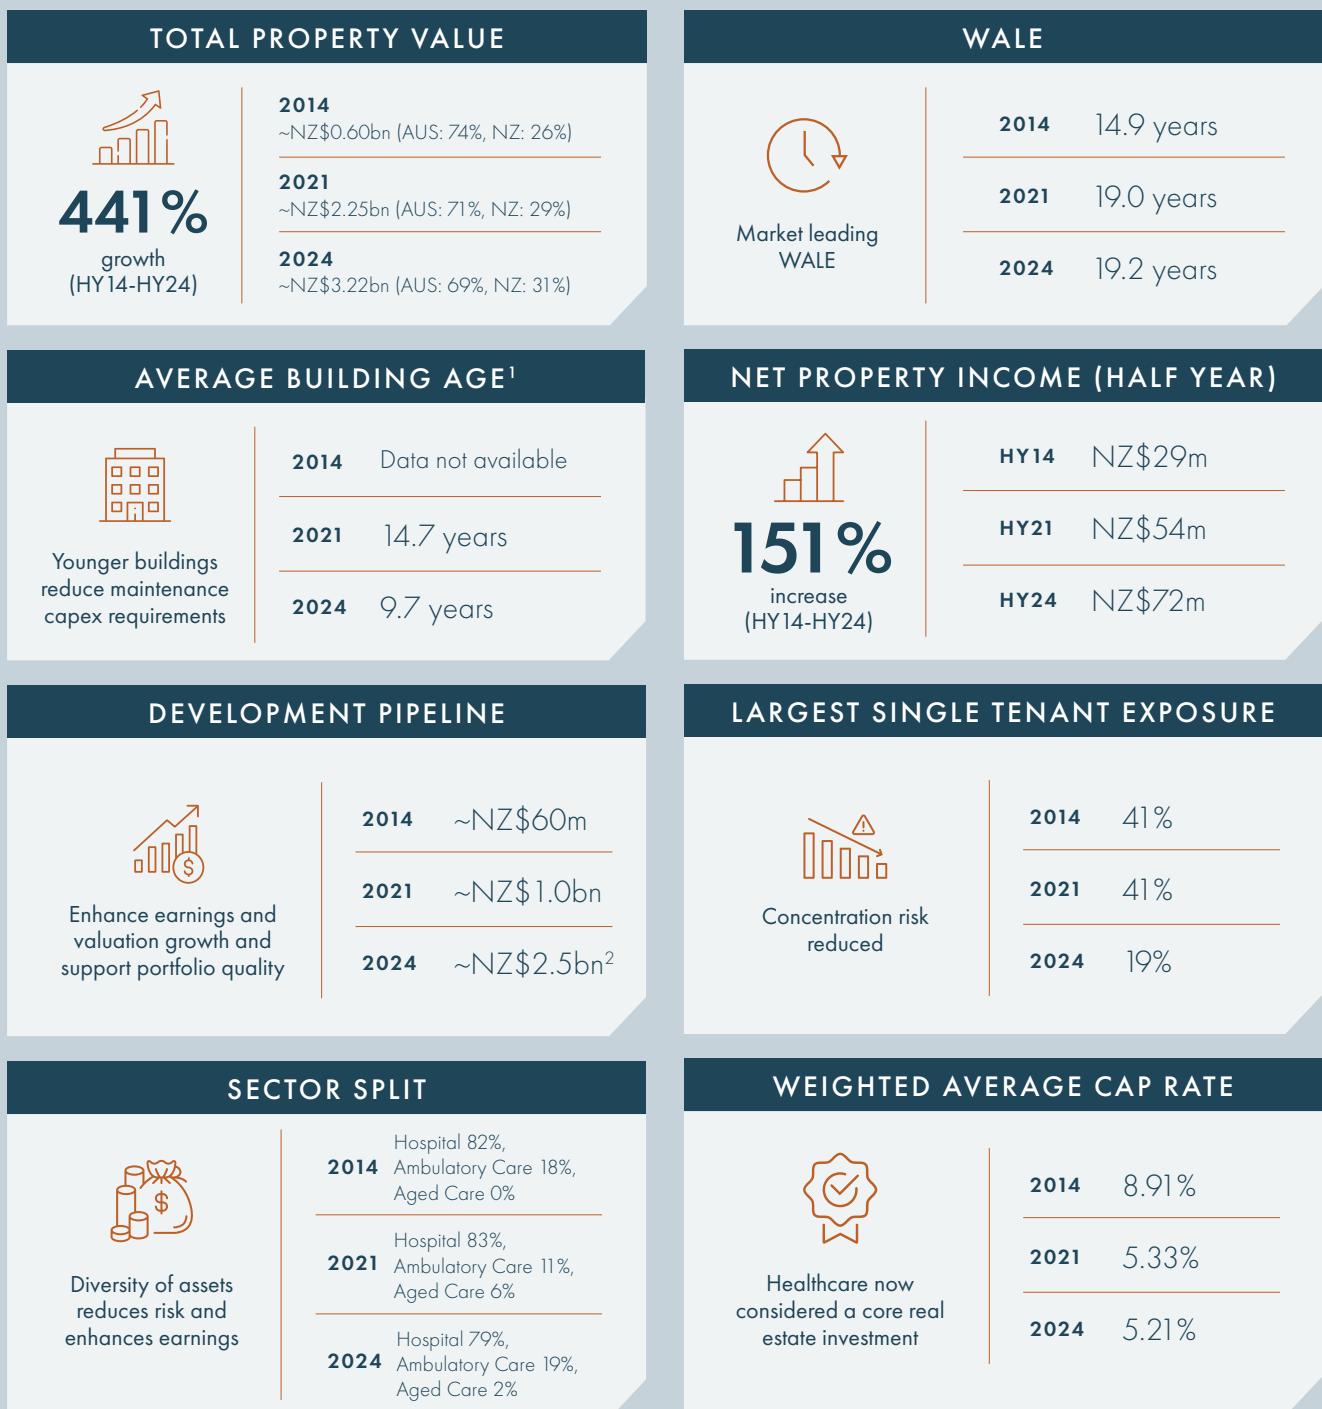 TOTAL PROPERTY VALUE
441%
growth
(HY14-HY24)
2014
~NZ$0.60bn (AUS: 74%, NZ: 26%)
2021
~NZ$2.25bn (AUS: 71%, NZ: 29%)
2024
~NZ$3.22bn (AUS: 69%, NZ: 31%)
WALE
Market leading
WALE
2014 14.9 years
2021 19.0 years
2024 19.2 years
AVERAGE BUILDING AGE¹
Younger buildings
reduce maintenance
capex requirements
2014 Data not available
2021 14.7 years
2024 9.7 years
NET PROPERTY INCOME (HALF YEAR)
151%
increase
(HY14-HY24)
HY14 NZ$29m
HY21 NZ$54m
HY24 NZ$72m
DEVELOPMENT PIPELINE
$
Enhance earnings and
valuation growth and
support portfolio quality
2014 ~NZ$60m
2021 ~NZ$1.0bn
2024 ~NZ$2.5bn²
LARGEST SINGLE TENANT EXPOSURE
Concentration risk
reduced
2014 41%
2021 41%
2024 19%
SECTOR SPLIT
$
Diversity of assets
reduces risk and
enhances earnings
2014
Hospital 82%,
Ambulatory Care 18%,
Aged Care 0%
2021
Hospital 83%,
Ambulatory Care 11%,
Aged Care 6%
2024
Hospital 79%,
Ambulatory Care 19%,
Aged Care 2%
WEIGHTED AVERAGE CAP RATE
Healthcare now
considered a core real
estate investment
2014 8.91%
2021 5.33%
2024 5.21%